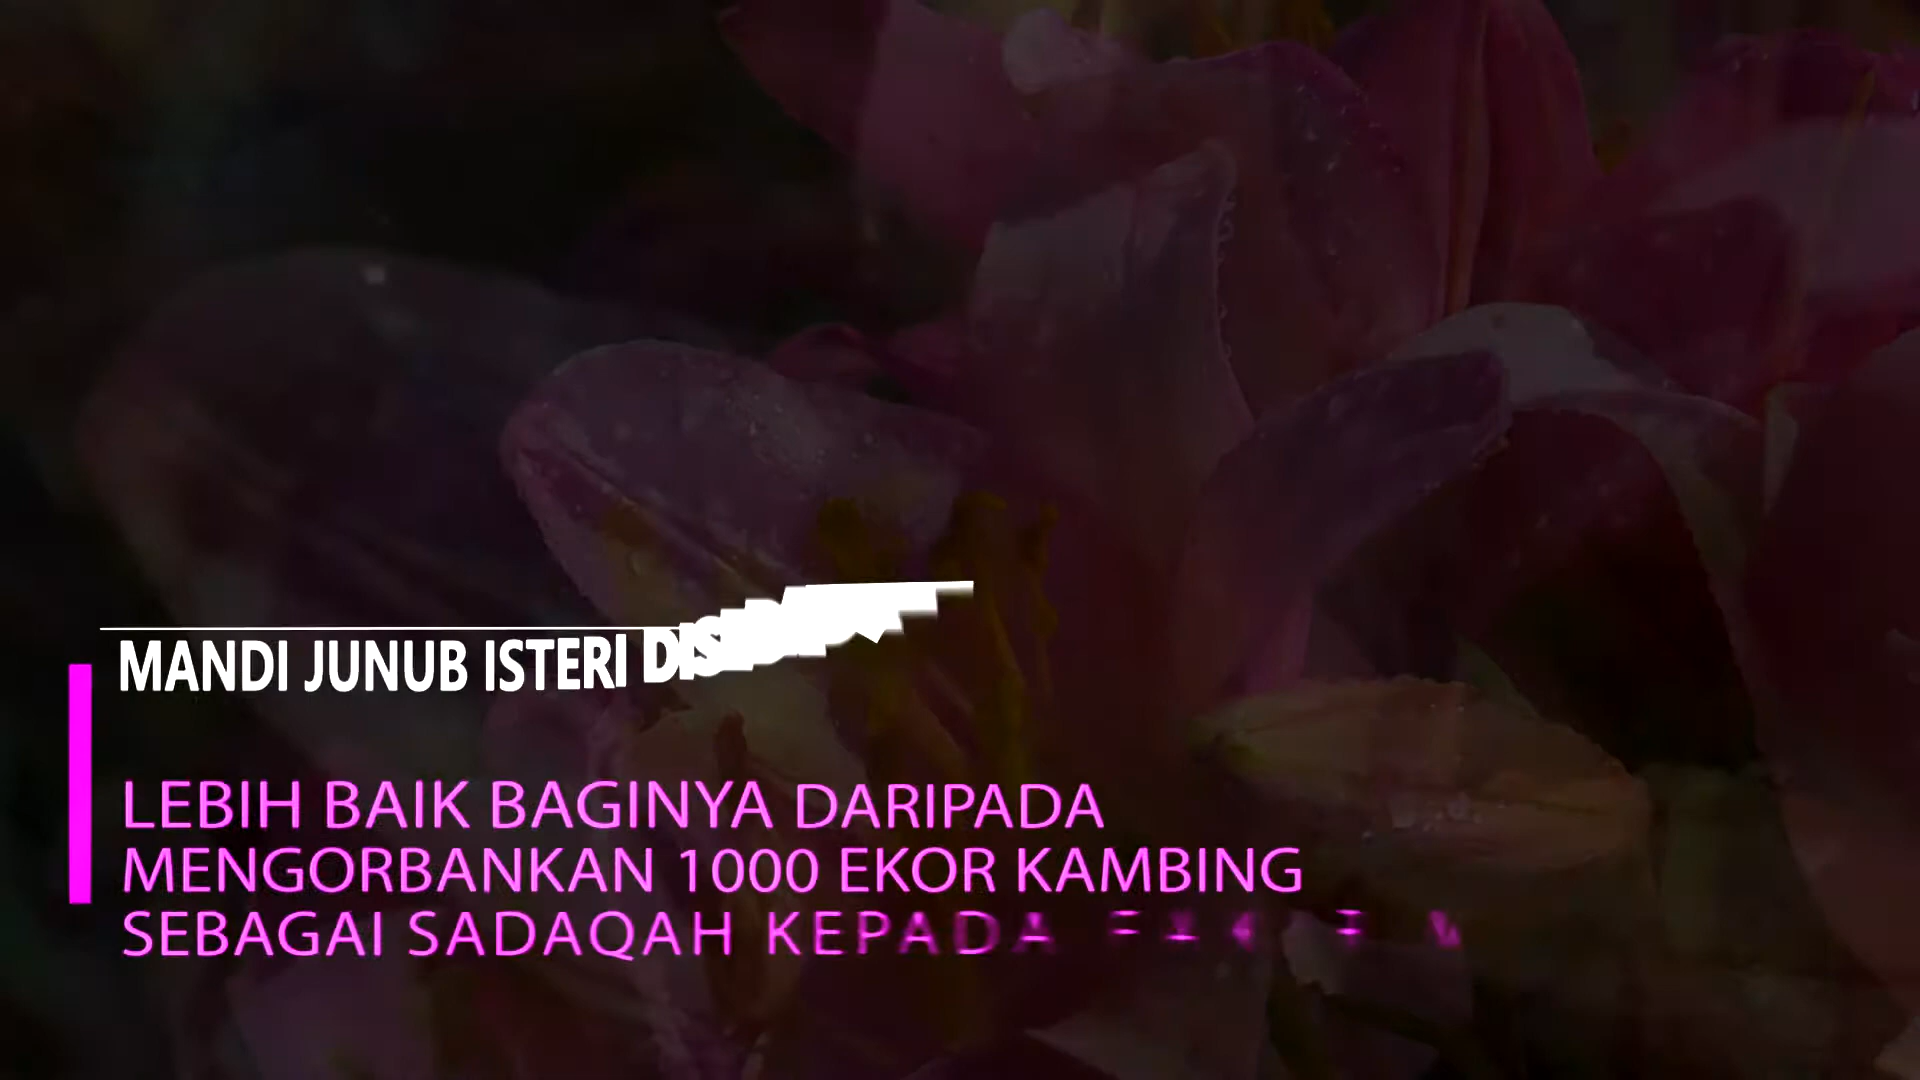 MANDI JUNUB ISTERI
LEBIH BAIK BAGINYA DARIPADA
MENGORBANKAN 1000 EKOR KAMBING
SEBAGAI SADAQAH KEPADA